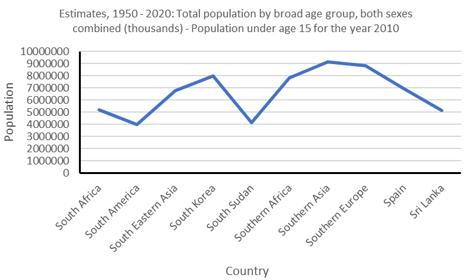 Estimates, 1950 - 2020: Total population by broad age group, both sexes
combined (thousands) - Population under age 15 for the year 2010
10000000
9000000
8000000
7000000
6000000
5000000
4000000
3000000
2000000
1000000
0
Population
South Africa
South America
South Eastern Asia
South Korea
South Sudan
Southern Africa
Southern Asia
Southern Europe
Spain
Sri Lanka
Country